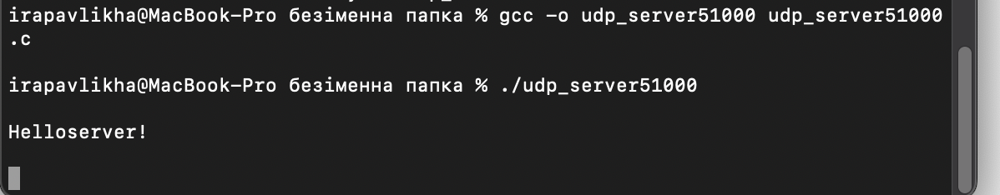 irapavlikha@MacBook-Pro безіменна папка % gcc -o udp_server51000 udp_server51000
.c
irapavlikha@MacBook-Pro безіменна папка % ./udp_server51000
Helloserver!